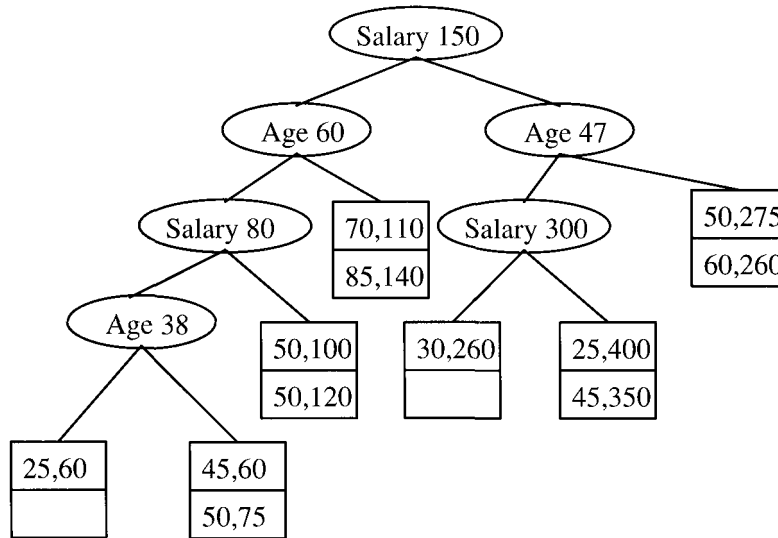 Salary 150
Age 60
Age 47
Salary 80
70,110
85,140
Salary 300
50,275
60,260
Age 38
50,100
50,120
30,260
25,400
45,350
25,60
45,60
50,75